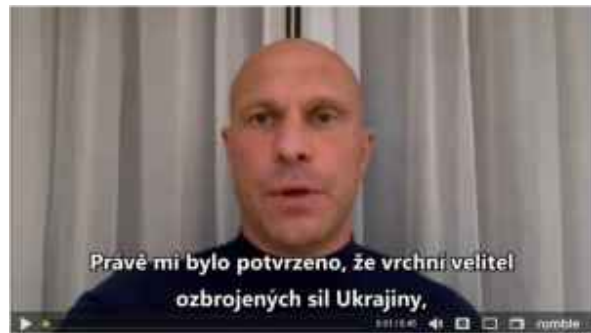 Právě mi bylo potvrzeno, že vrchní velitel
ozbrojených sil Ukrajiny,
rumble